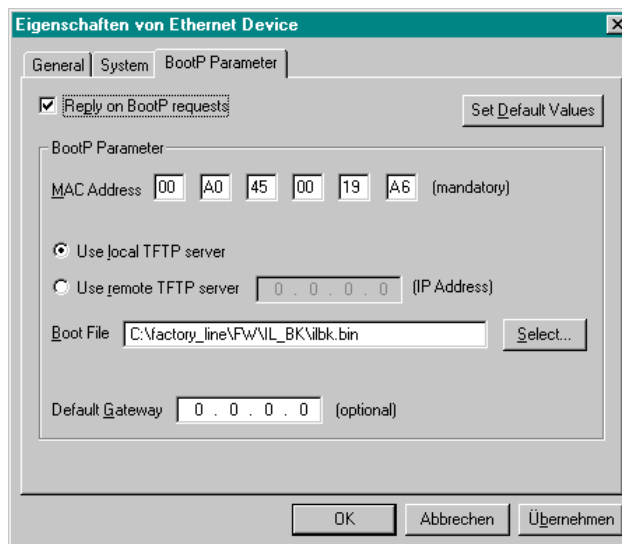 Eigenschaften von Ethernet Device
General System BootP Parameter
Reply on BootP requests
Set Default Values
BootP Parameter
MAC Address 00 A0 45 00 19 A6 (mandatory)
Use local TFTP server
Use remote TFTP server 0 . 0 . 0 . 0 (IP Address)
Boot File C:\factory_line\FW\IL_BK\ilbk.bin Select...
Default Gateway 0 . 0 . 0 . 0 (optional)
OK Abbrechen Übernehmen